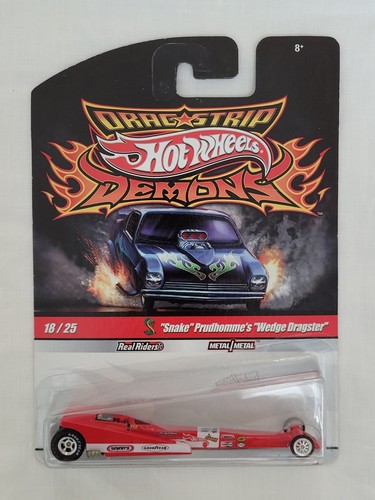 8+
DRAG STRIP
Hot Wheels
DEMONS
18/25
"Snake" Prudhomme's "Wedge Dragster"
Real Riders
METAL/METAL
GOODYEAR